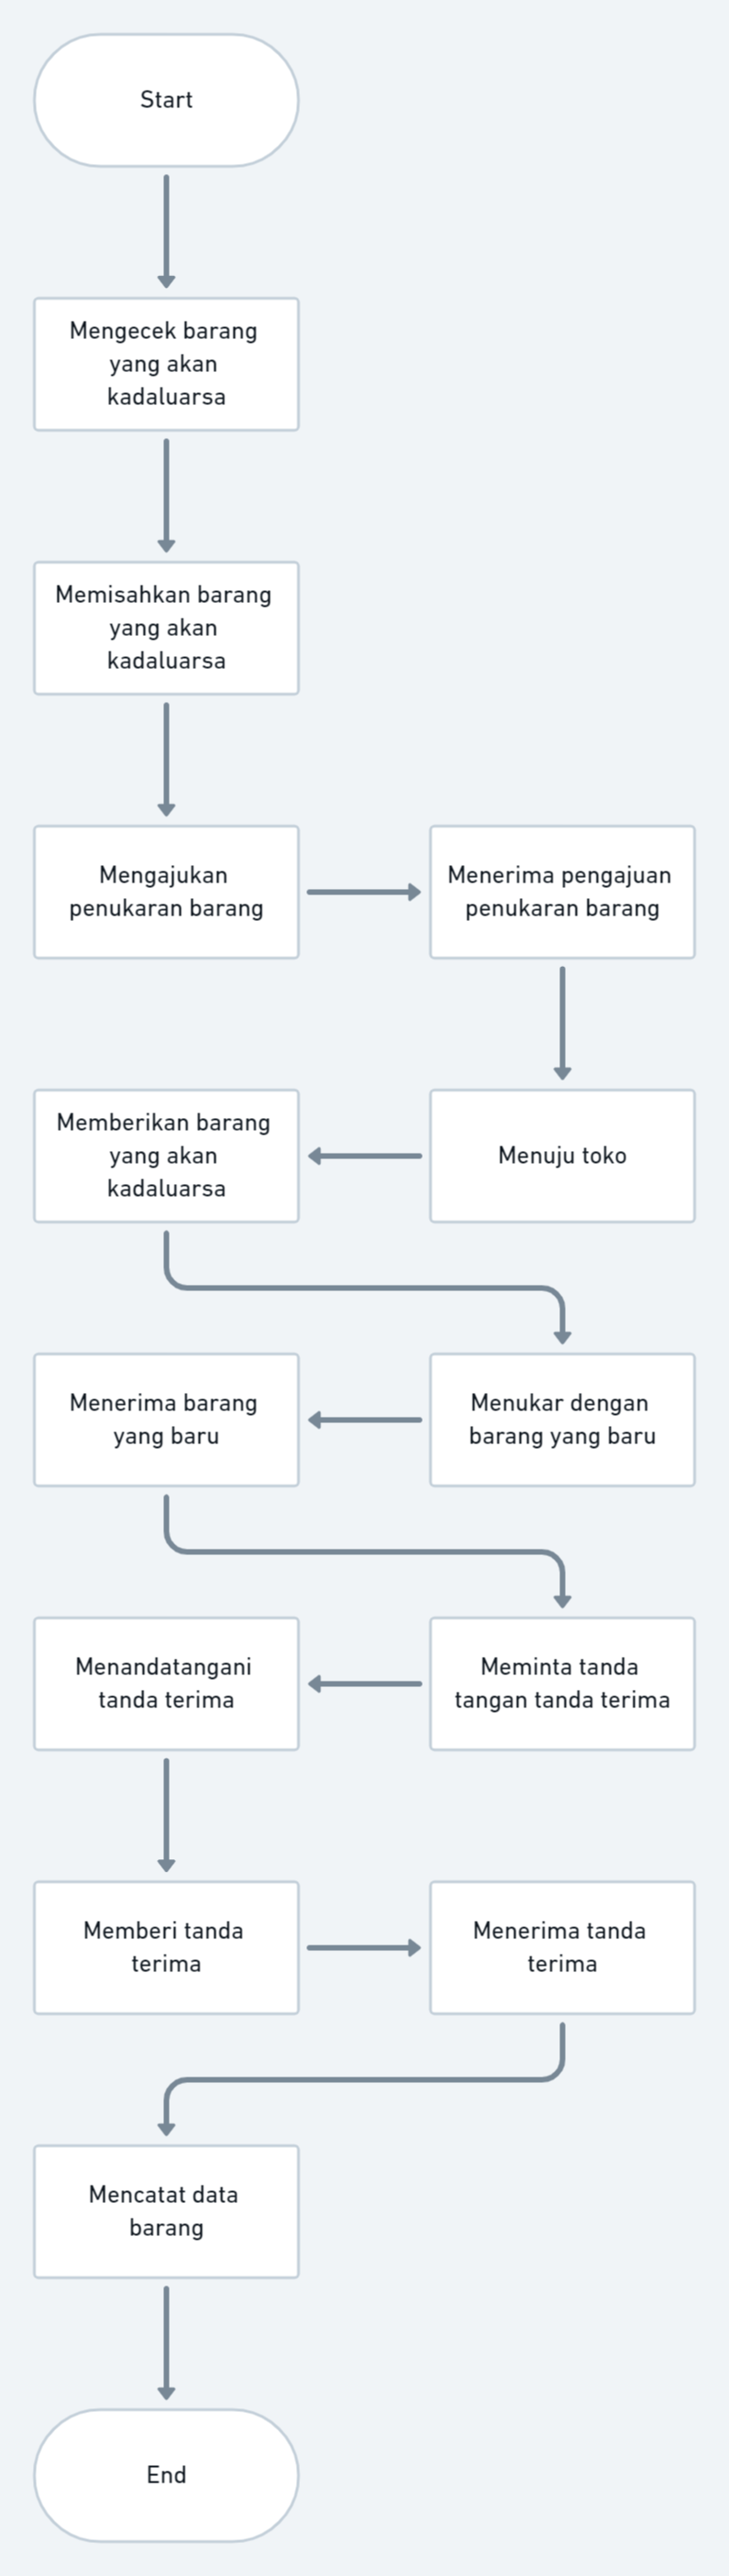 Start
Mengecek barang
yang akan
kadaluarsa
Memisahkan barang
yang akan
kadaluarsa
Mengajukan
penukaran barang
Menerima pengajuan
penukaran barang
Memberikan barang
yang akan
kadaluarsa
Menuju toko
Menerima barang
yang baru
Menukar dengan
barang yang baru
Menandatangani
tanda terima
Meminta tanda
tangan tanda terima
Memberi tanda
terima
Menerima tanda
terima
Mencatat data
barang
End